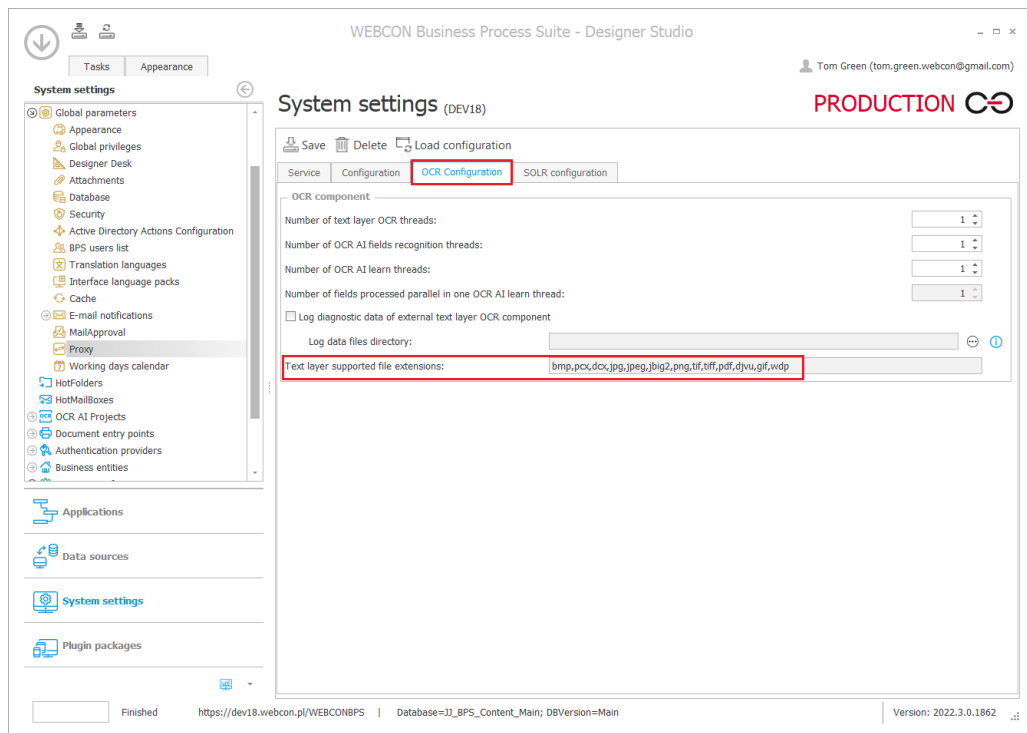 WEBCON Business Process Suite - Designer Studio
Tasks
Appearance
Tom Green (tom.green.webcon@gmail.com)
System settings
Global parameters
Appearance
Global privileges
Designer Desk
Attachments
Database
Security
Active Directory Actions Configuration
BPS users list
Translation languages
Interface language packs
Cache
E-mail notifications
MailApproval
Proxy
Working days calendar
HotFolders
HotMailBoxes
OCR AI Projects
Document entry points
Authentication providers
Business entities
Applications
Data sources
System settings
Plugin packages
System settings (DEV18)
PRODUCTION
Save Delete Load configuration
Service Configuration OCR Configuration SOLR configuration
OCR component
Number of text layer OCR threads: 1
Number of OCR AI fields recognition threads: 1
Number of OCR AI learn threads: 1
Number of fields processed parallel in one OCR AI learn thread: 1
Log diagnostic data of external text layer OCR component
Log data files directory:
Text layer supported file extensions: bmp,pcx,dcx,jpg,jpeg,jbig2,png,tif,tiff,pdf,djvu,gif,wdp
Finished https://dev18.webcon.pl/WEBCONBPS | Database=JJ_BPS_Content_Main; DBVersion=Main Version: 2022.3.0.1862